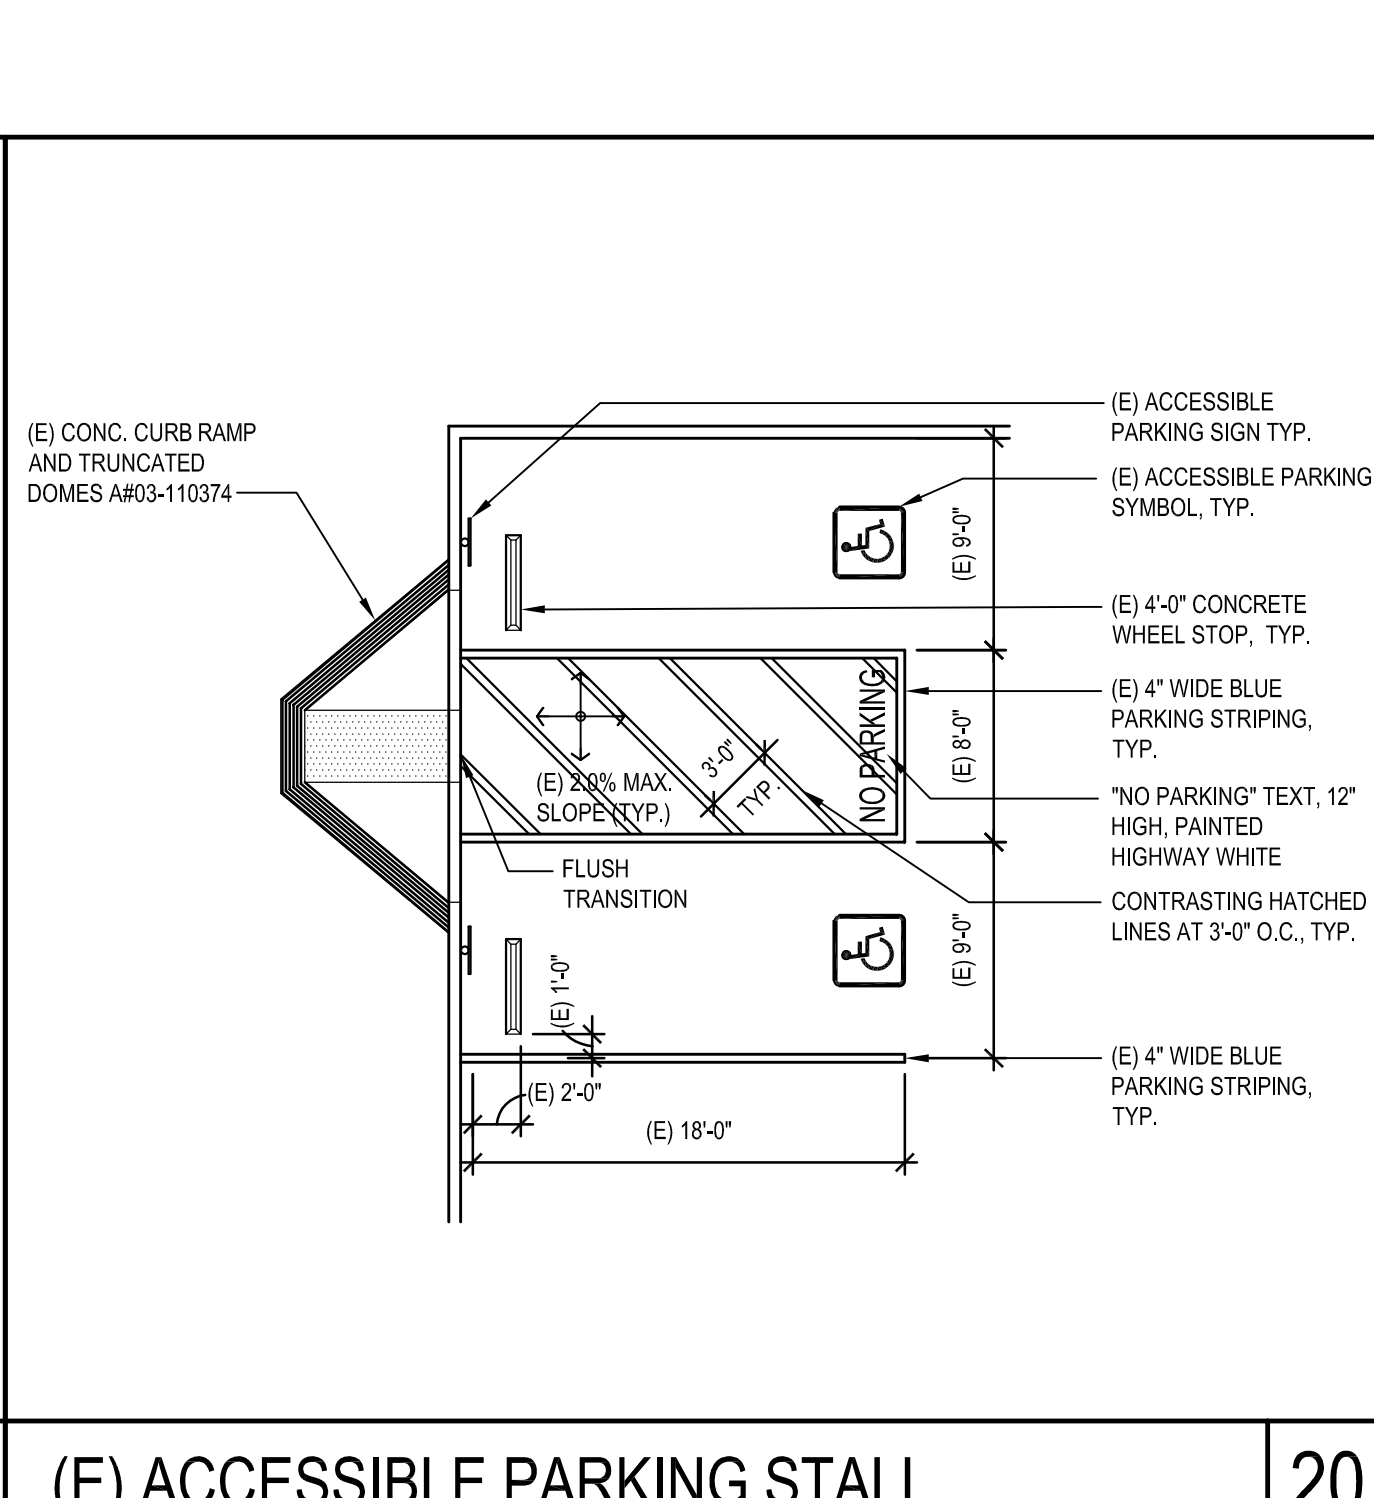 (E) CONC. CURB RAMP
AND TRUNCATED
DOMES A#03-110374
(E) ACCESSIBLE
PARKING SIGN TYP.
(E) ACCESSIBLE PARKING
SYMBOL, TYP.
(E) 9'-0"
(E) 4'-0" CONCRETE
WHEEL STOP, TYP.
(E) 4" WIDE BLUE
PARKING STRIPING,
TYP.
(E) 8'-0"
NO PARKING
3'-0"
TYP.
(E) 2.0% MAX.
SLOPE (TYP.)
"NO PARKING" TEXT, 12"
HIGH, PAINTED
HIGHWAY WHITE
FLUSH
TRANSITION
CONTRASTING HATCHED
LINES AT 3'-0" O.C., TYP.
(E) 9'-0"
(E) 1'-0"
(E) 4" WIDE BLUE
PARKING STRIPING,
TYP.
(E) 2'-0"
(E) 18'-0"
(E) ACCESSIBLE PARKING STALL
20